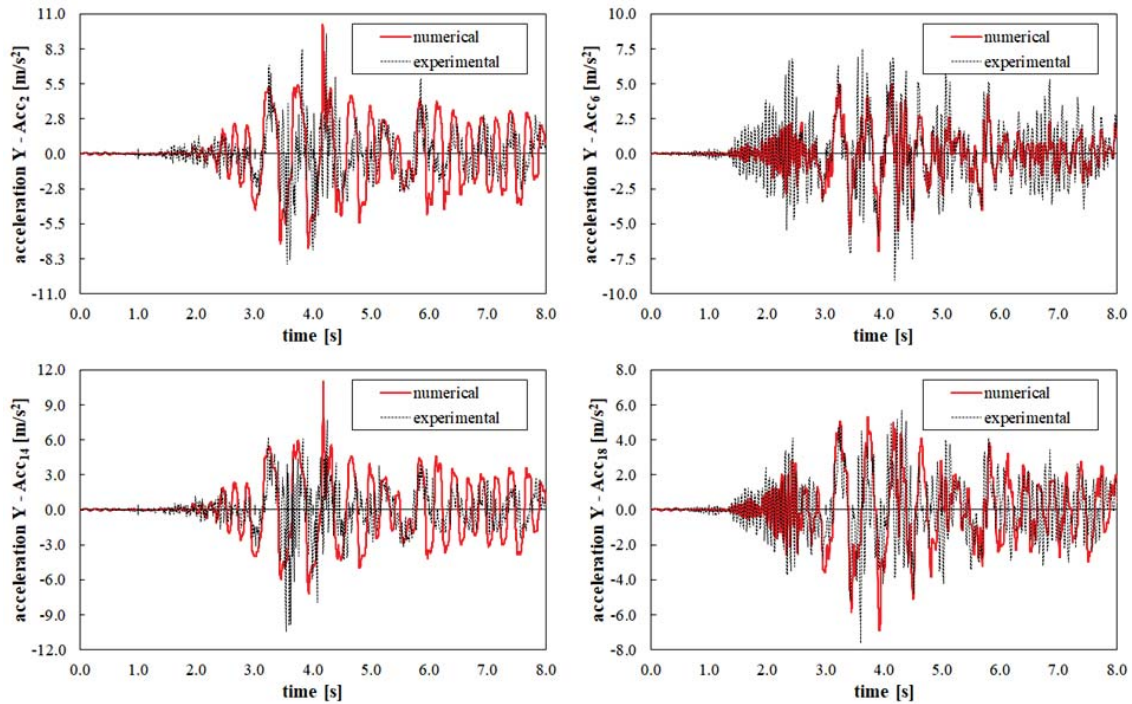 acceleration Y - Acc2 [m/s²]
11.0
8.3
5.5
2.8
0.0
-2.8
-5.5
-8.3
-11.0
numerical
experimental
0.0 1.0 2.0 3.0 4.0 5.0 6.0 7.0 8.0
time [s]
acceleration Y - Acc6 [m/s²]
10.0
7.5
5.0
2.5
0.0
-2.5
-5.0
-7.5
-10.0
numerical
experimental
0.0 1.0 2.0 3.0 4.0 5.0 6.0 7.0 8.0
time [s]
acceleration Y - Acc14 [m/s²]
12.0
9.0
6.0
3.0
0.0
-3.0
-6.0
-9.0
-12.0
numerical
experimental
0.0 1.0 2.0 3.0 4.0 5.0 6.0 7.0 8.0
time [s]
acceleration Y - Acc18 [m/s²]
8.0
6.0
4.0
2.0
0.0
-2.0
-4.0
-6.0
-8.0
numerical
experimental
0.0 1.0 2.0 3.0 4.0 5.0 6.0 7.0 8.0
time [s]